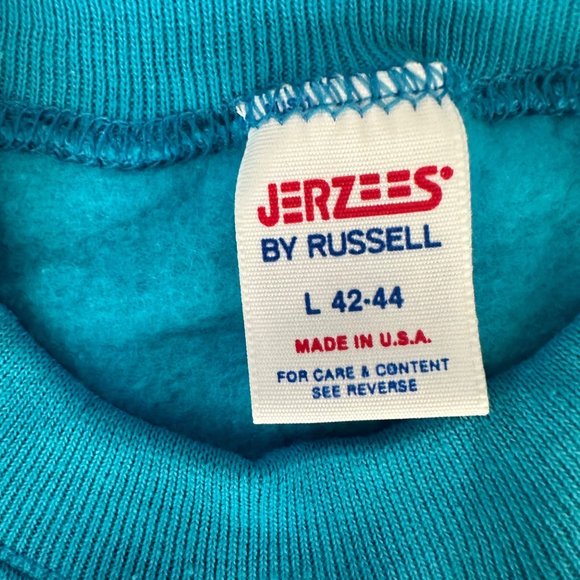 JERZEES®
BY RUSSELL
L 42-44
MADE IN U.S.A.
FOR CARE & CONTENT
SEE REVERSE